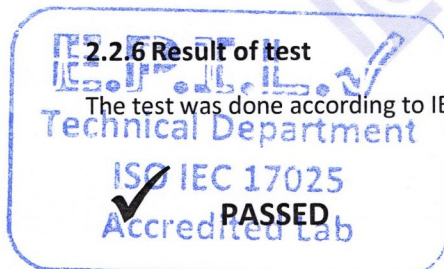 2.2.6 Result of test
E.P.I.L.
The test was done according to IE
Technical Department
ISO IEC 17025
PASSED
Accredited Lab